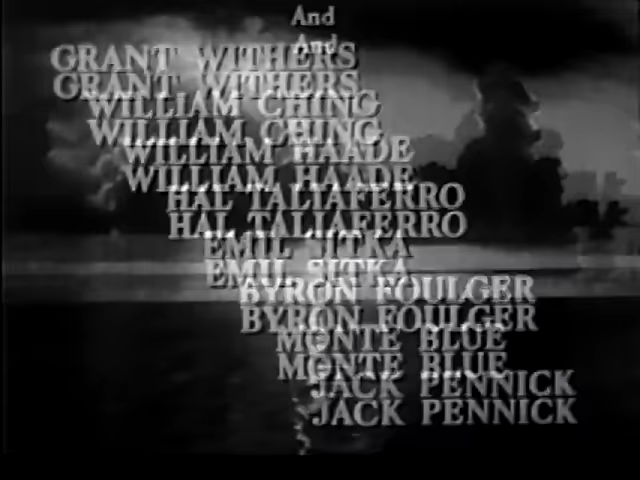 And
And
GRANT WITHERS
GRANT WITHERS
WILLIAM CHING
WILLIAM CHING
WILLIAM HAADE
WILLIAM HAADE
HAL TALIAFERRO
HAL TALIAFERRO
EMIL SITKA
EMIL SITKA
BYRON FOULGER
BYRON FOULGER
MONTE BLUE
MONTE BLUE
JACK PENNICK
JACK PENNICK